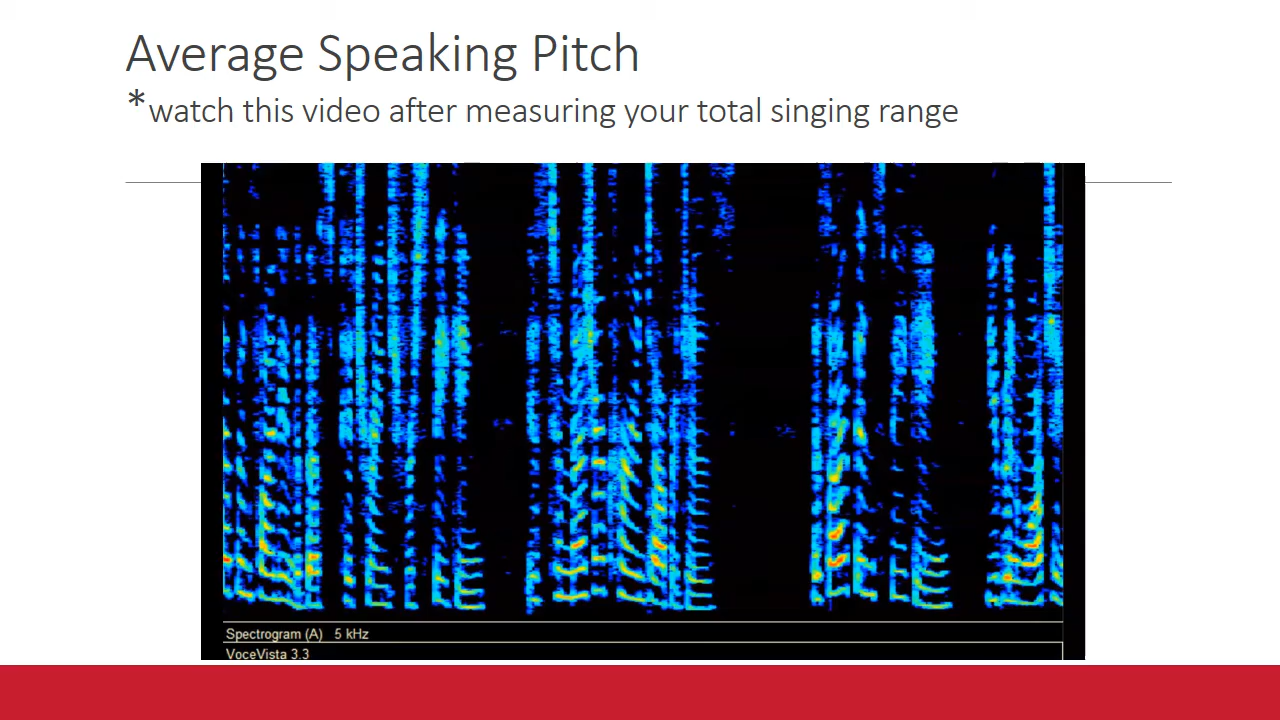 Average Speaking Pitch
*watch this video after measuring your total singing range
Spectrogram (A) 5 kHz
VoceVista 3.3